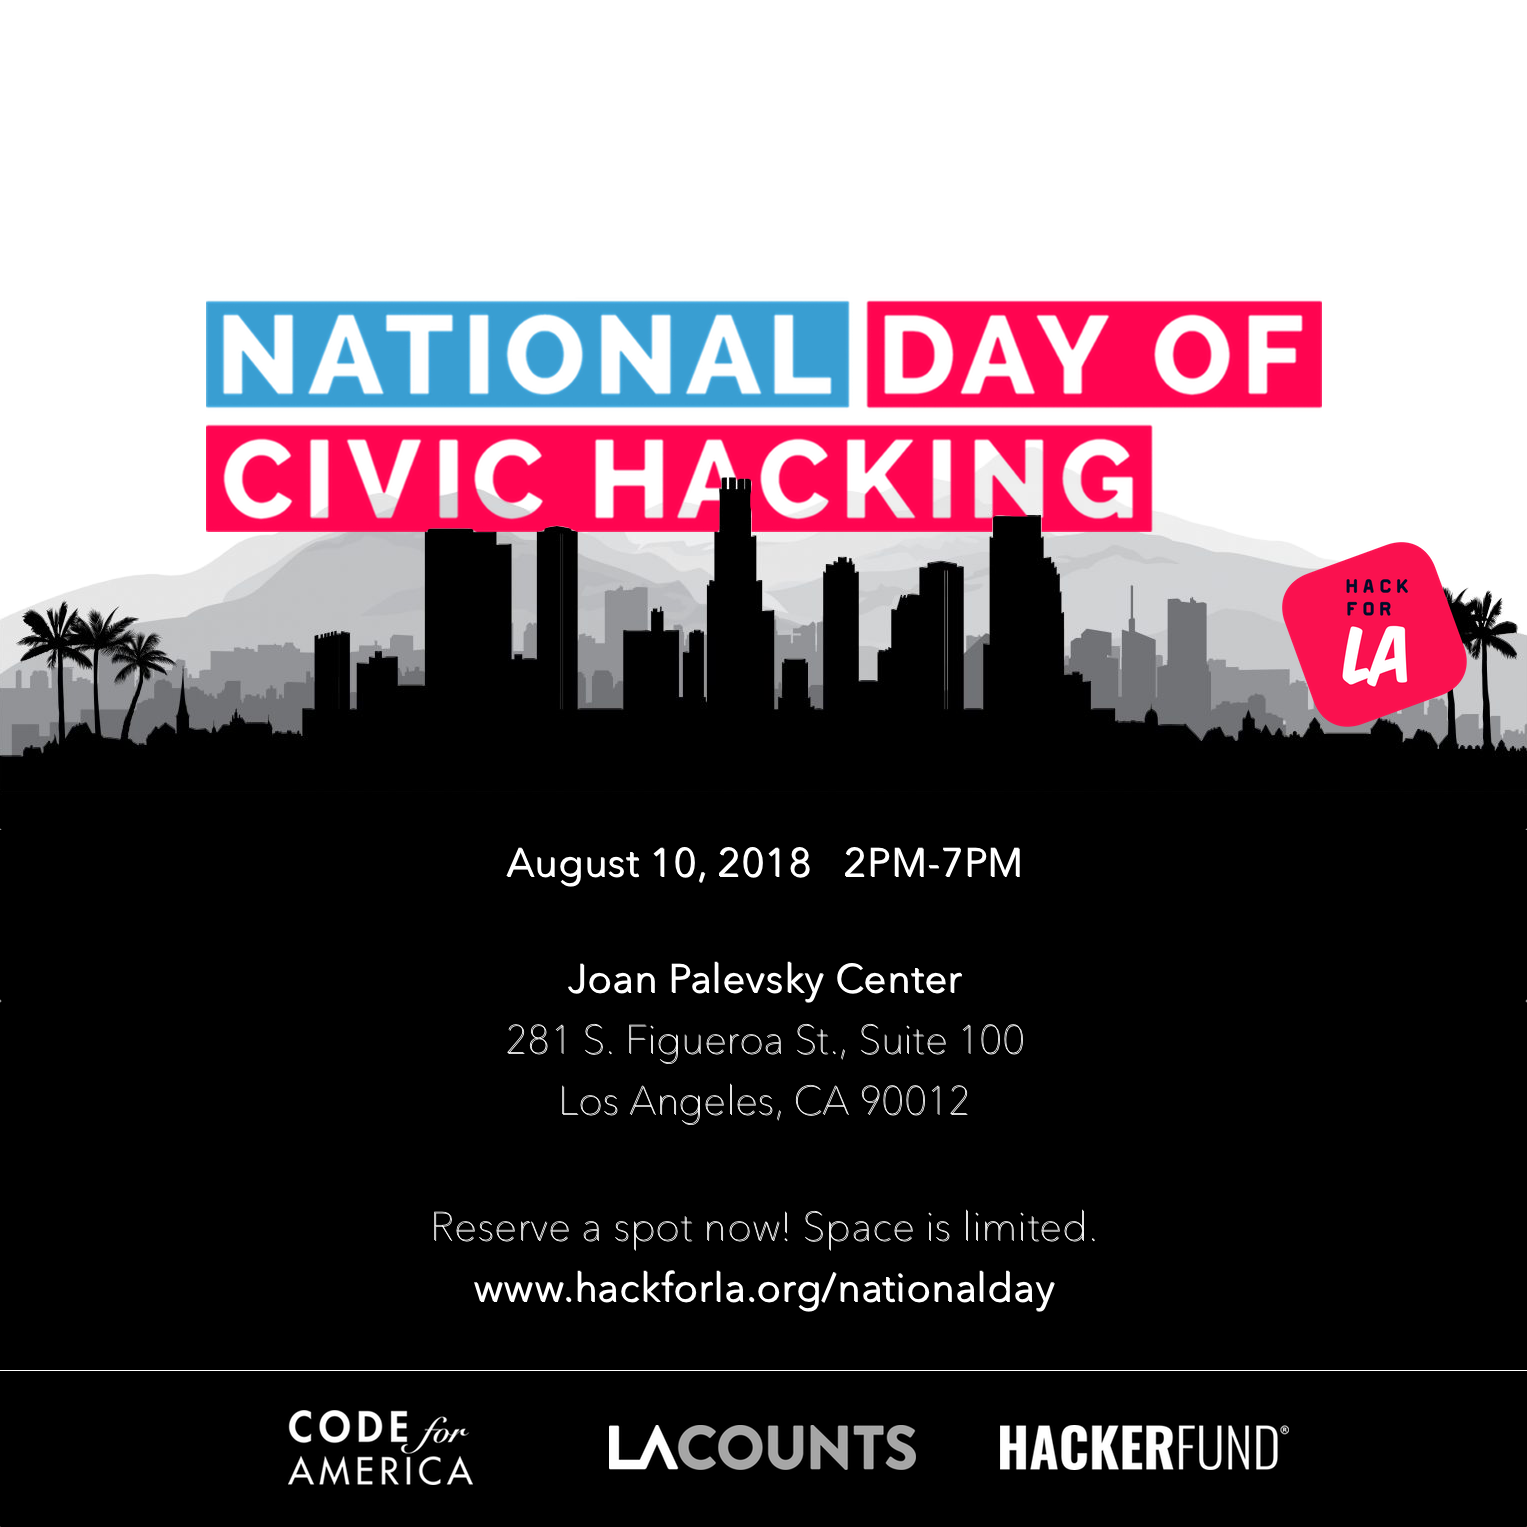 NATIONAL DAY OF
CIVIC HACKING
HACK
FOR
LA
August 10, 2018 2PM-7PM
Joan Palevsky Center
281 S. Figueroa St., Suite 100
Los Angeles, CA 90012
Reserve a spot now! Space is limited.
www.hackforla.org/nationalday
CODE for
AMERICA
LACOUNTS
HACKERFUND®